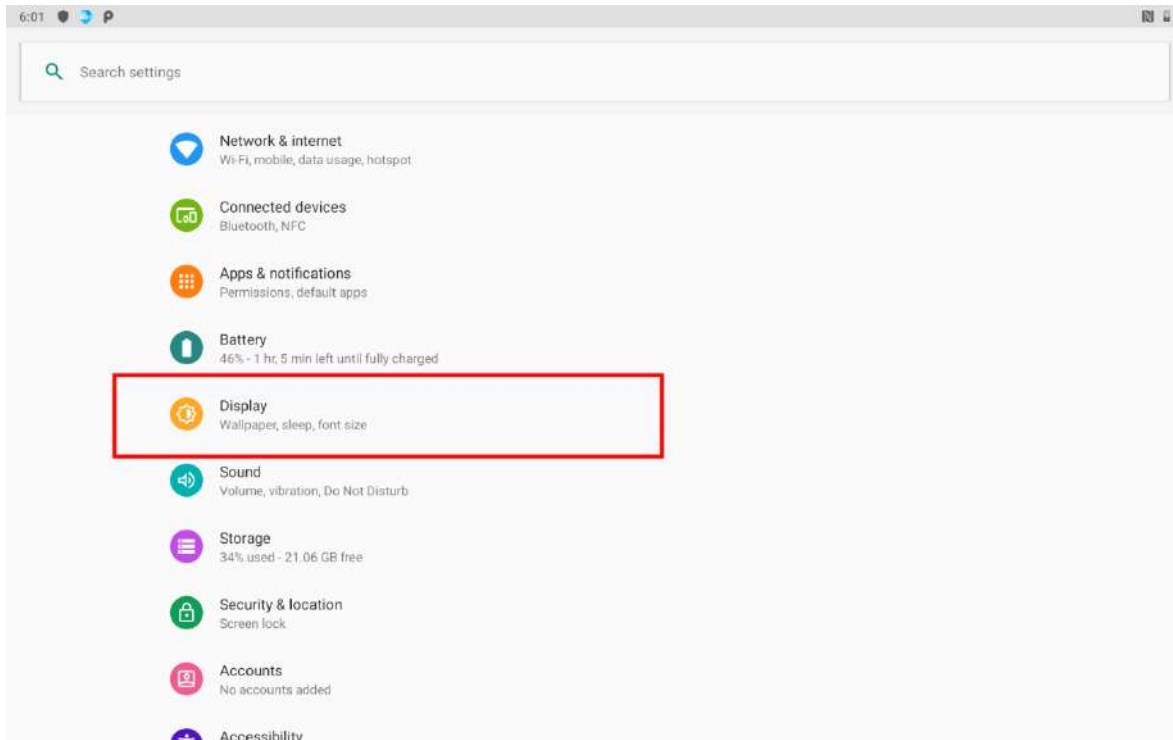 6:01
Search settings
Network & internet
Wi-Fi, mobile, data usage, hotspot
Connected devices
Bluetooth, NFC
Apps & notifications
Permissions, default apps
Battery
46% - 1 hr, 5 min left until fully charged
Display
Wallpaper, sleep, font size
Sound
Volume, vibration, Do Not Disturb
Storage
34% used - 21.06 GB free
Security & location
Screen lock
Accounts
No accounts added
Accessibility